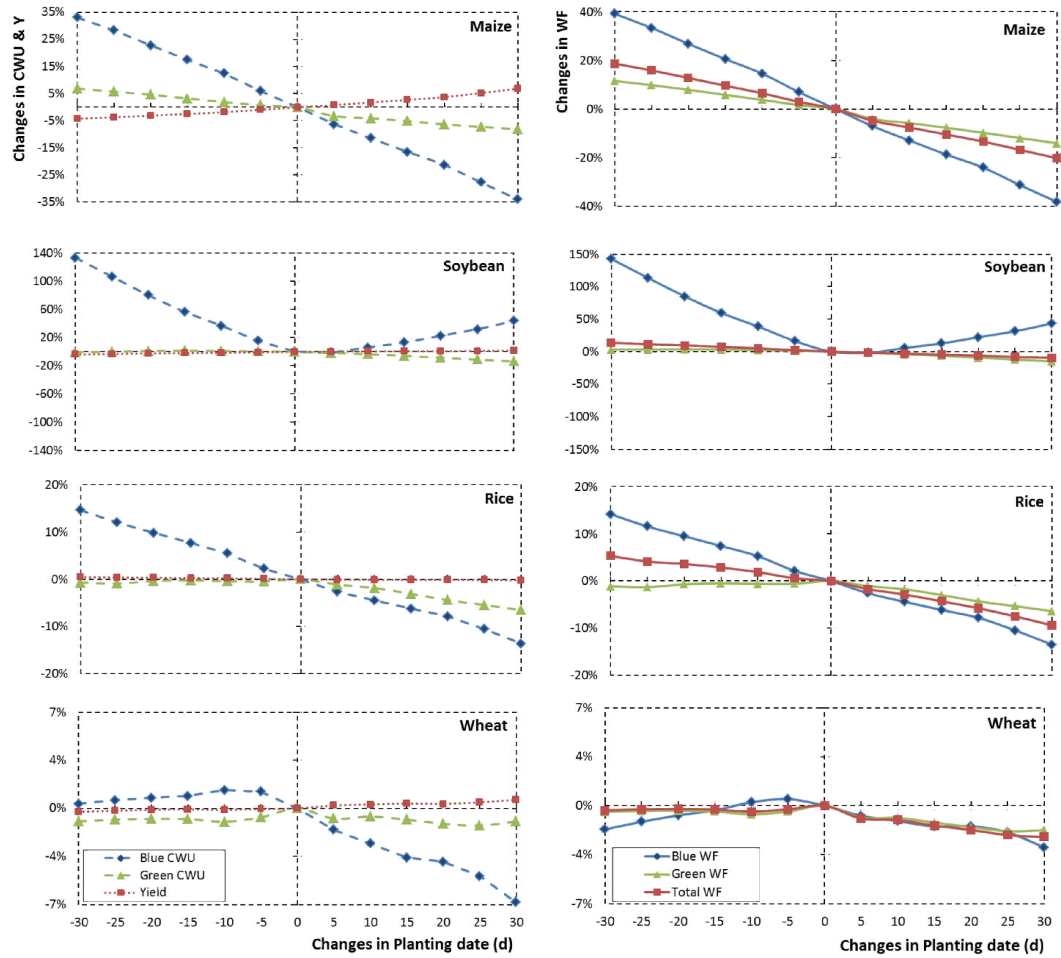 Changes in CWU & Y
35%
25%
15%
5%
-5%
-15%
-25%
-35%
Maize
Changes in WF
40%
20%
0%
-20%
-40%
Maize
140%
100%
60%
20%
-20%
-60%
-100%
-140%
Soybean
150%
100%
50%
0%
-50%
-100%
-150%
Soybean
20%
10%
0%
-10%
-20%
Rice
20%
10%
0%
-10%
-20%
Rice
7%
4%
0%
-4%
-7%
Wheat
Blue CWU
Green CWU
Yield
-30 -25 -20 -15 -10 -5 0 5 10 15 20 25 30
Changes in Planting date (d)
7%
4%
0%
-4%
-7%
Wheat
Blue WF
Green WF
Total WF
-30 -25 -20 -15 -10 -5 0 5 10 15 20 25 30
Changes in Planting date (d)